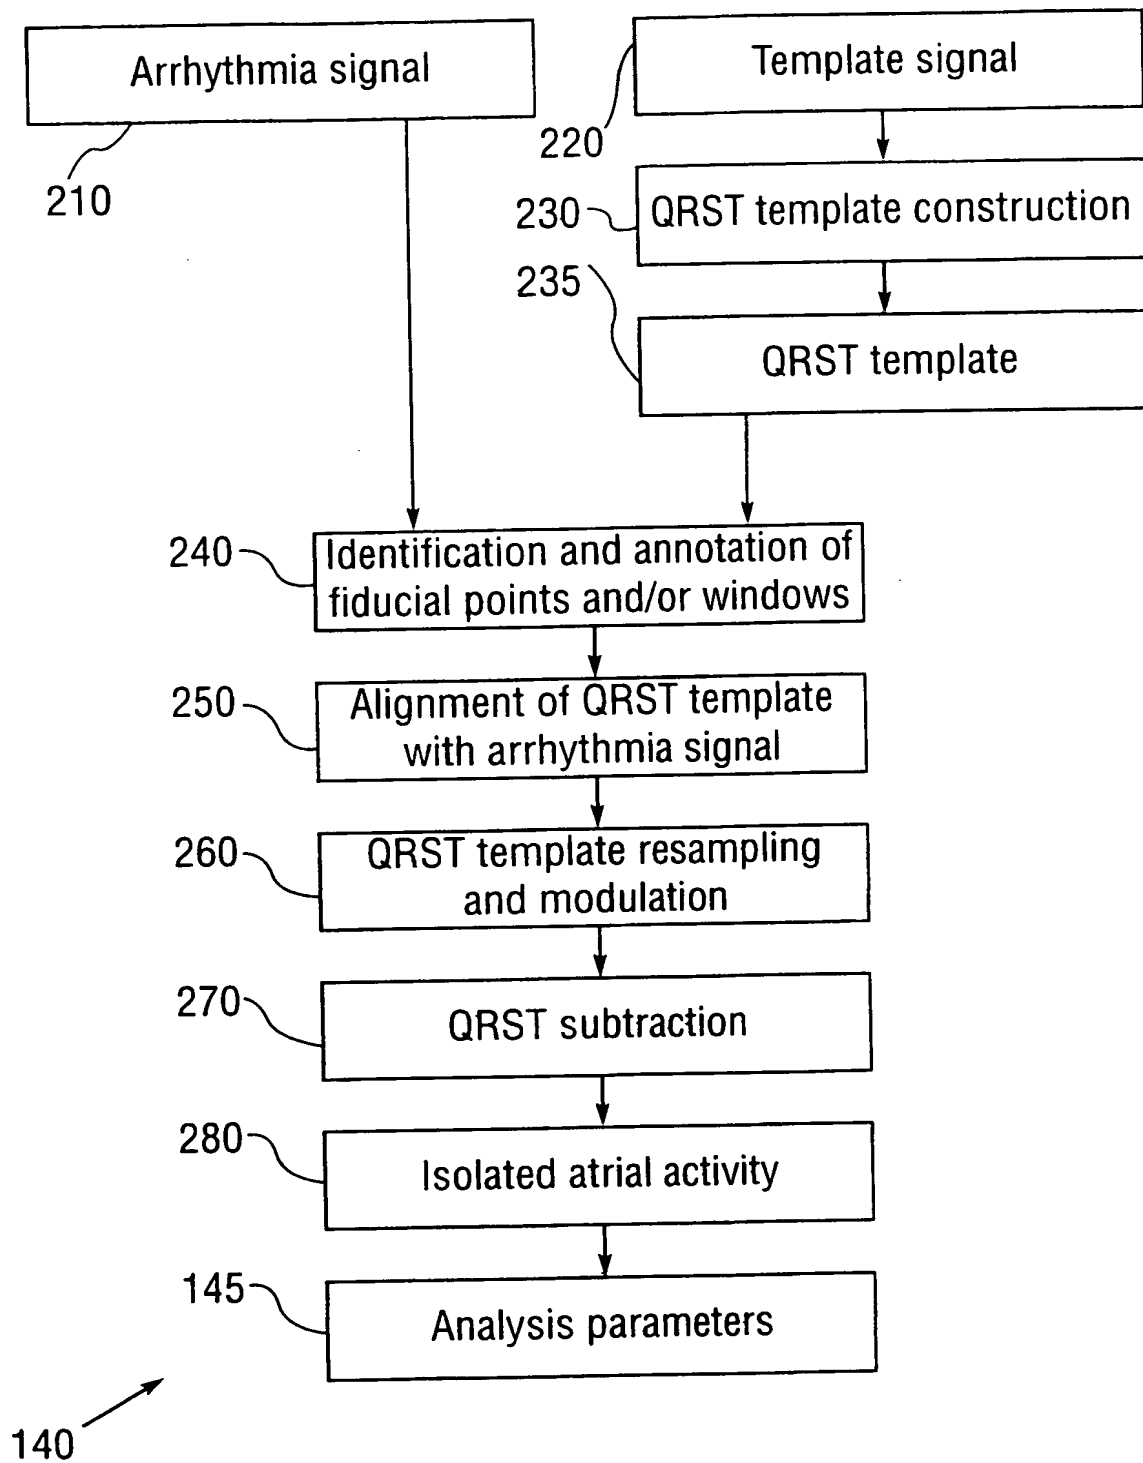 Arrhythmia signal
210
Template signal
220
230
QRST template construction
235
QRST template
240
Identification and annotation of
fiducial points and/or windows
250
Alignment of QRST template
with arrhythmia signal
260
QRST template resampling
and modulation
270
QRST subtraction
280
Isolated atrial activity
145
Analysis parameters
140